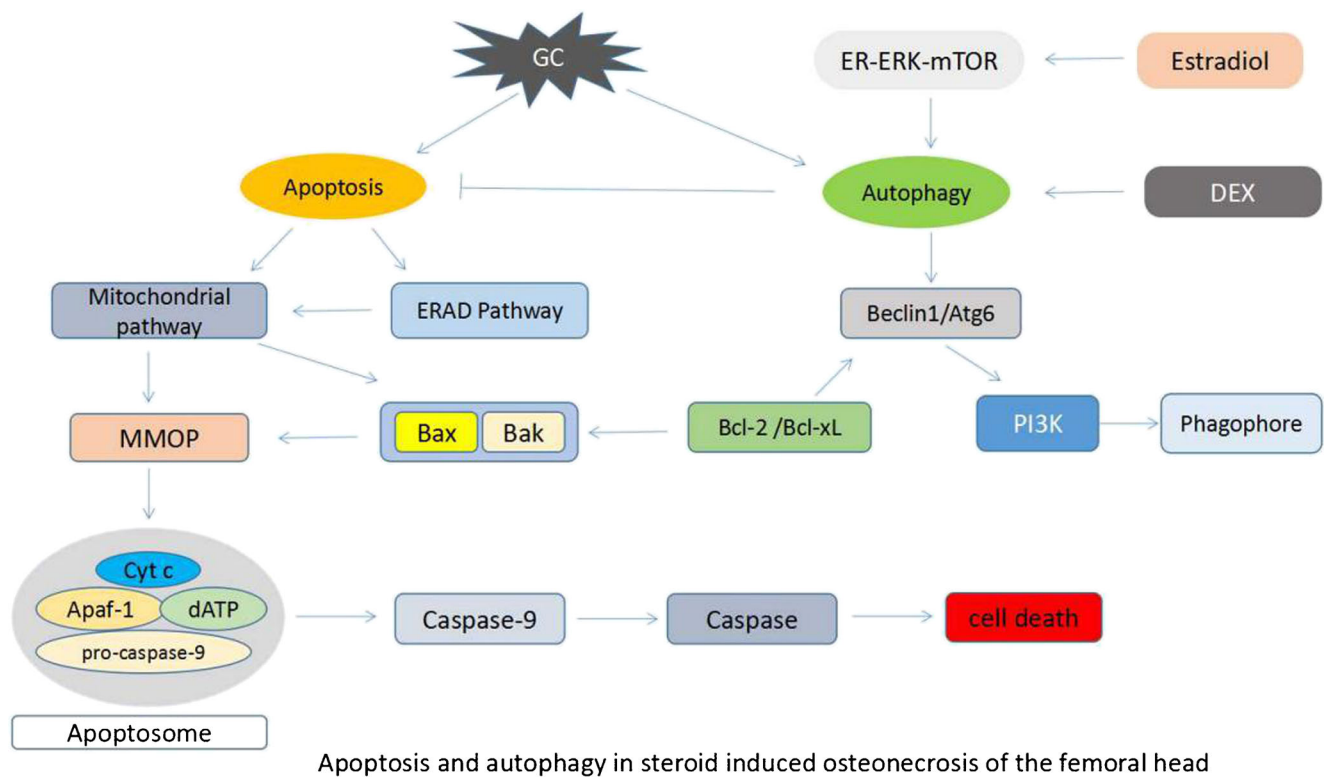 GC
ER-ERK-mTOR
Estradiol
Apoptosis
Autophagy
DEX
Mitochondrial
pathway
ERAD Pathway
Beclin1/Atg6
MMOP
Bax
Bak
Bcl-2 /Bcl-xL
PI3K
Phagophore
Cyt c
Apaf-1
dATP
pro-caspase-9
Caspase-9
Caspase
cell death
Apoptosome
Apoptosis and autophagy in steroid induced osteonecrosis of the femoral head